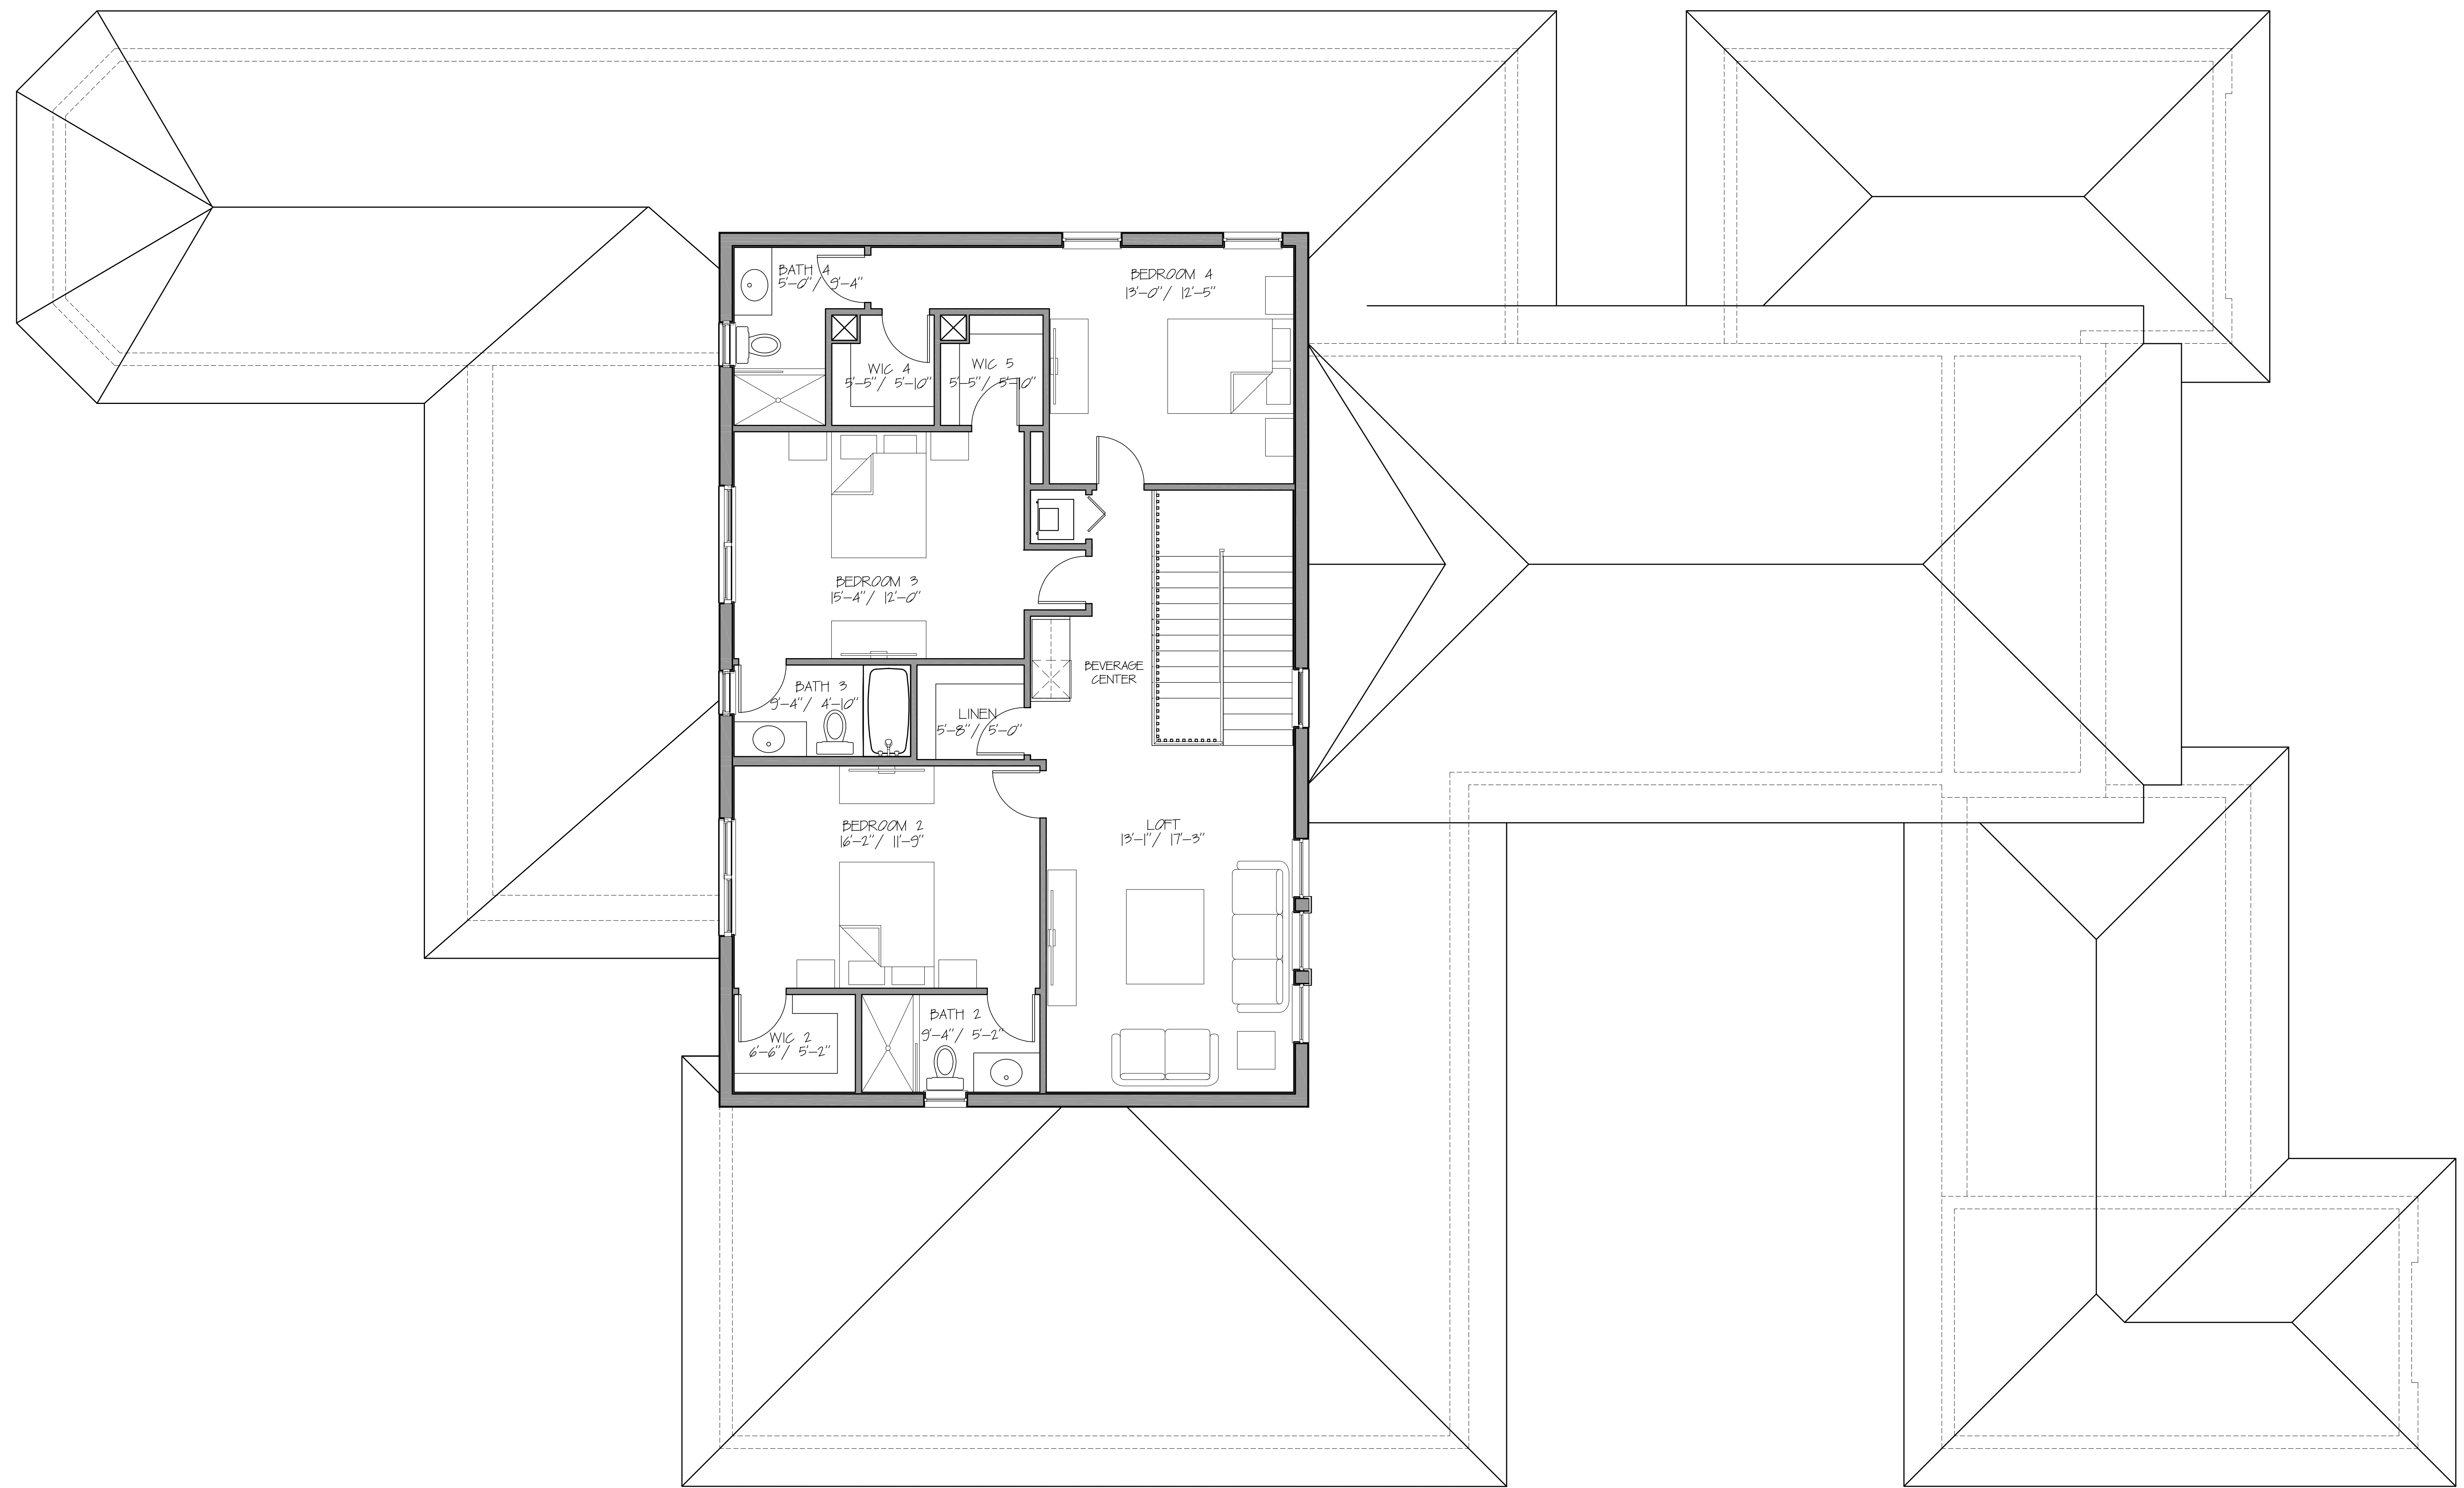 BATH 4
5'-0"/ 9'-4"
BEDROOM 4
13'-0"/ 12'-5"
WIC 4
5'-5"/ 5'-10"
WIC 5
5'-5"/ 5'-10"
BEDROOM 3
15'-4"/ 12'-0"
BEVERAGE
CENTER
BATH 3
9'-4"/ 4'-10"
LINEN
5'-8"/ 5'-0"
BEDROOM 2
16'-2"/ 11'-9"
LOFT
13'-1"/ 17'-3"
BATH 2
9'-4"/ 5'-2"
WIC 2
6'-6"/ 5'-2"